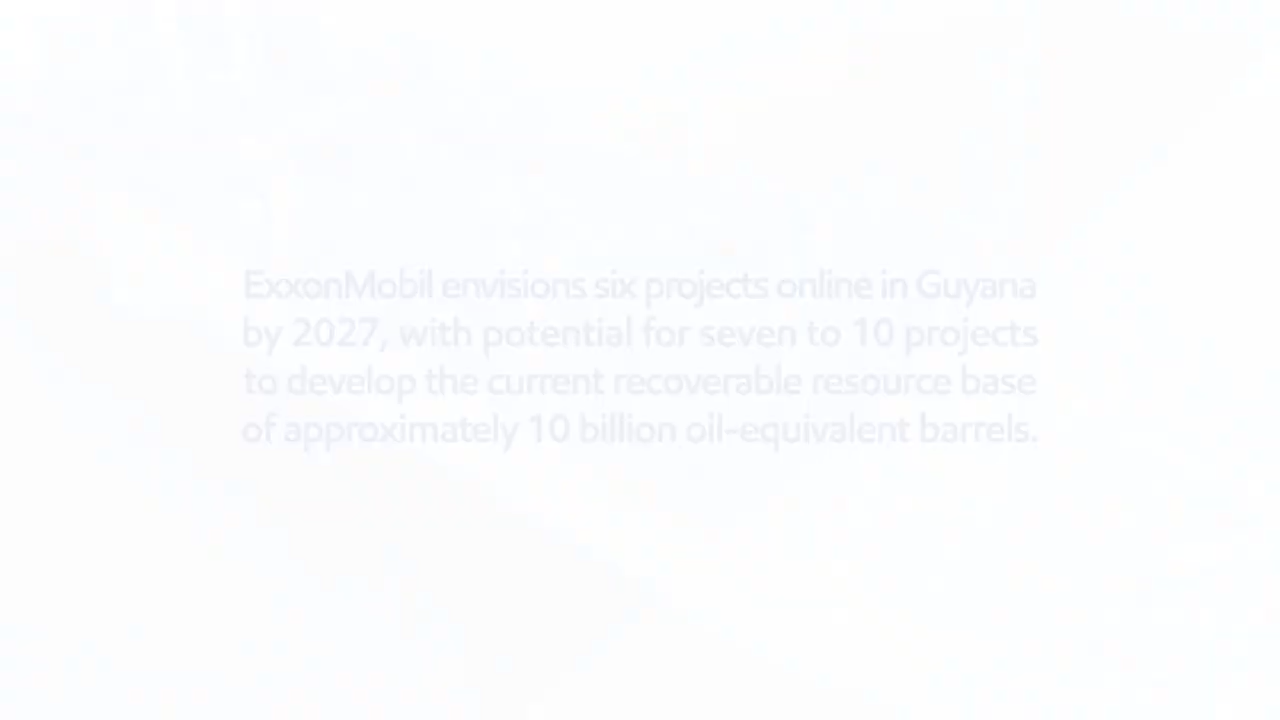 ExxonMobil envisions six projects online in Guyana
by 2027, with potential for seven to 10 projects
to develop the current recoverable resource base
of approximately 10 billion oil-equivalent barrels.